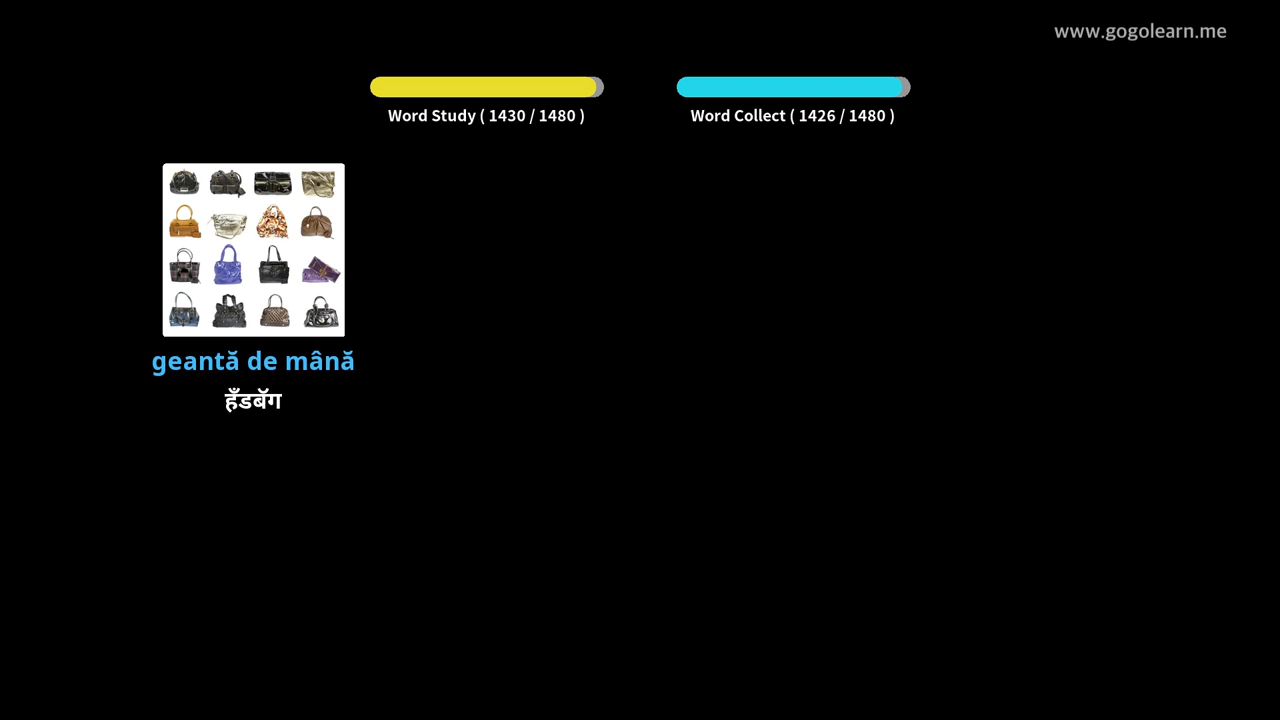 www.gogolearn.me
Word Study ( 1430 / 1480 )
Word Collect ( 1426 / 1480 )
geantă de mână
हँडबॅग